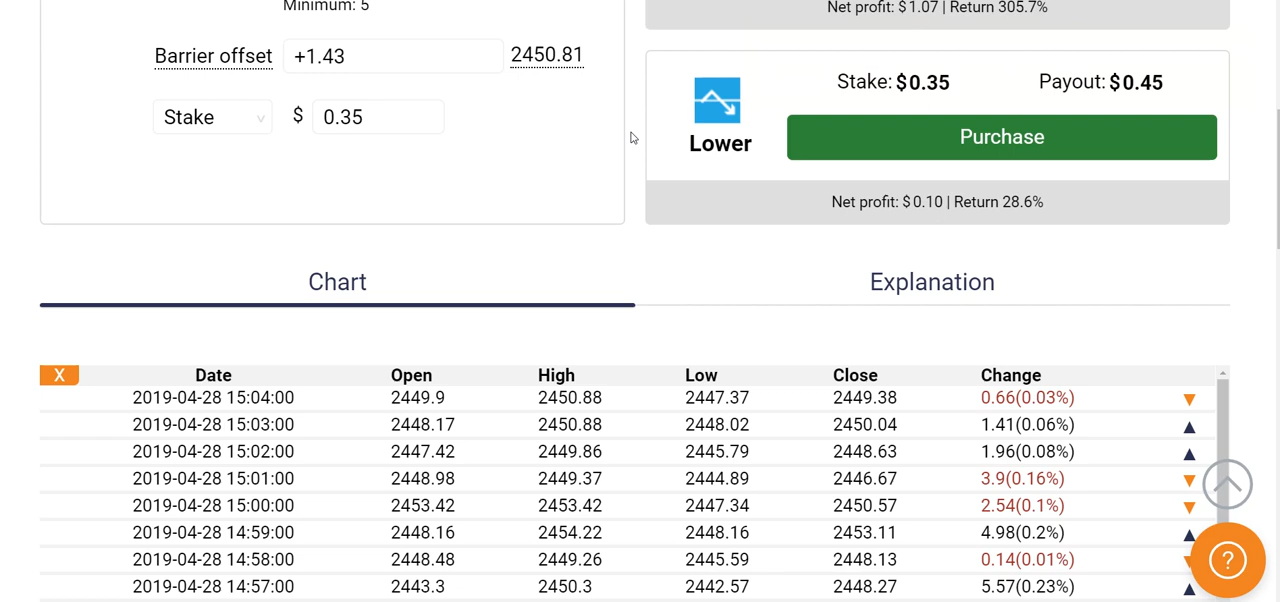 Minimum: 5
Net profit: $1.07 | Return 305.7%
Barrier offset +1.43 2450.81
Stake $ 0.35
Stake: $0.35 Payout: $0.45
Lower
Purchase
Net profit: $0.10 | Return 28.6%
Chart Explanation
X Date Open High Low Close Change
2019-04-28 15:04:00 2449.9 2450.88 2447.37 2449.38 0.66(0.03%)
2019-04-28 15:03:00 2448.17 2450.88 2448.02 2450.04 1.41(0.06%)
2019-04-28 15:02:00 2447.42 2449.86 2445.79 2448.63 1.96(0.08%)
2019-04-28 15:01:00 2448.98 2449.37 2444.89 2446.67 3.9(0.16%)
2019-04-28 15:00:00 2453.42 2453.42 2447.34 2450.57 2.54(0.1%)
2019-04-28 14:59:00 2448.16 2454.22 2448.16 2453.11 4.98(0.2%)
2019-04-28 14:58:00 2448.48 2449.26 2445.59 2448.13 0.14(0.01%)
2019-04-28 14:57:00 2443.3 2450.3 2442.57 2448.27 5.57(0.23%)
?